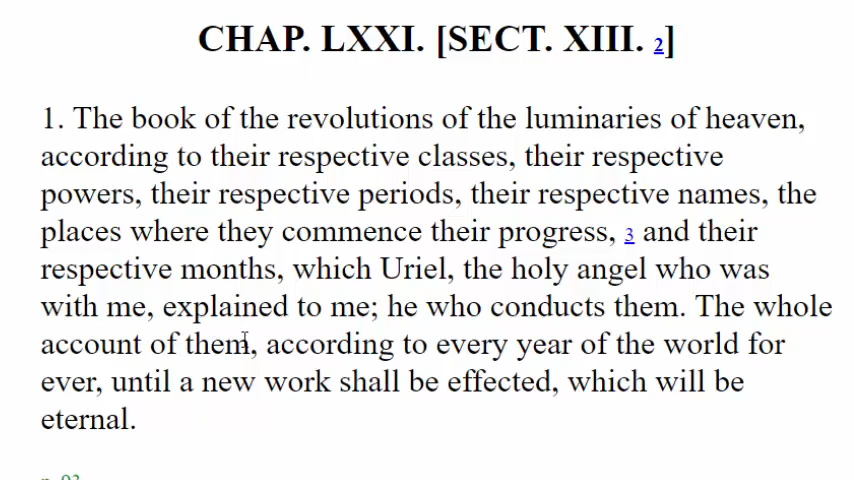 CHAP. LXXI. [SECT. XIII. 2]
1. The book of the revolutions of the luminaries of heaven,
according to their respective classes, their respective
powers, their respective periods, their respective names, the
places where they commence their progress, 3 and their
respective months, which Uriel, the holy angel who was
with me, explained to me; he who conducts them. The whole
account of them, according to every year of the world for
ever, until a new work shall be effected, which will be
eternal.